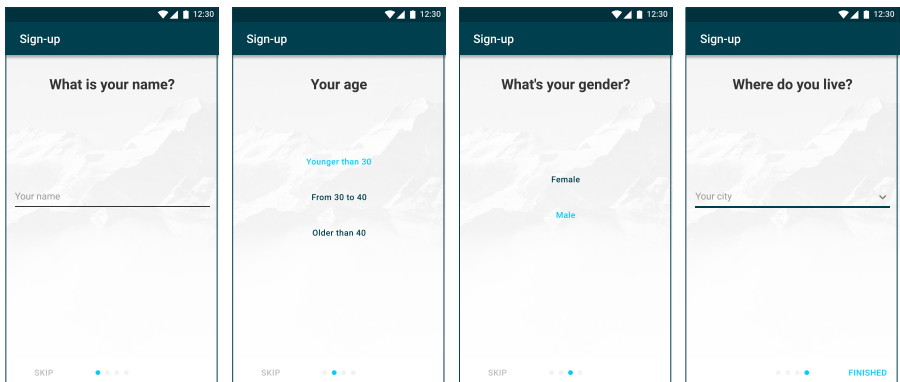 12:30
Sign-up
What is your name?
Your name
SKIP
12:30
Sign-up
Your age
Younger than 30
From 30 to 40
Older than 40
SKIP
12:30
Sign-up
What's your gender?
Female
Male
SKIP
12:30
Sign-up
Where do you live?
Your city
FINISHED